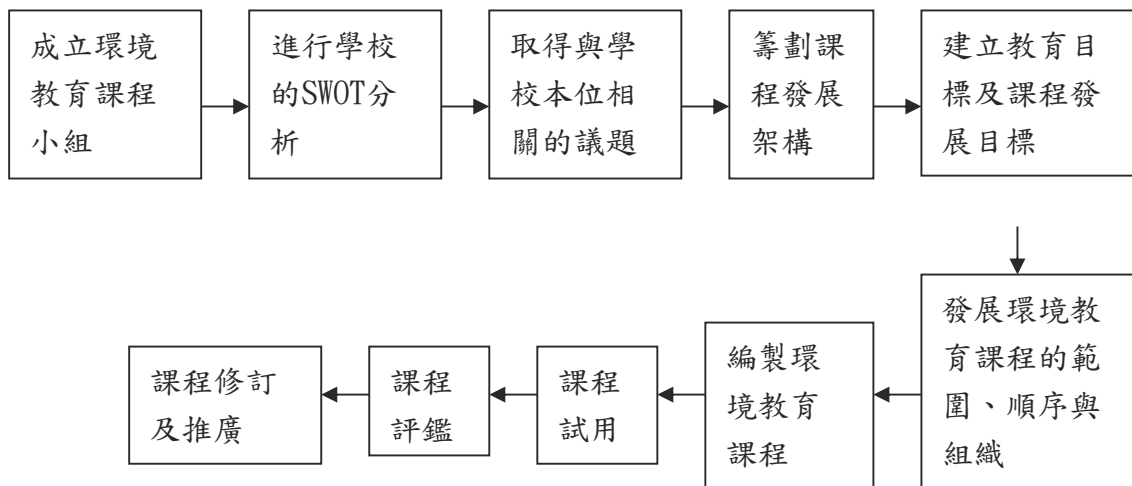 成立環境
教育課程
小組
進行學校
的SWOT分
析
取得與學
校本位相
關的議題
籌劃課
程發展
架構
建立教育目
標及課程發
展目標
發展環境教
育課程的範
圍、順序與
組織
編製環
境教育
課程
課程
試用
課程
評鑑
課程修訂
及推廣